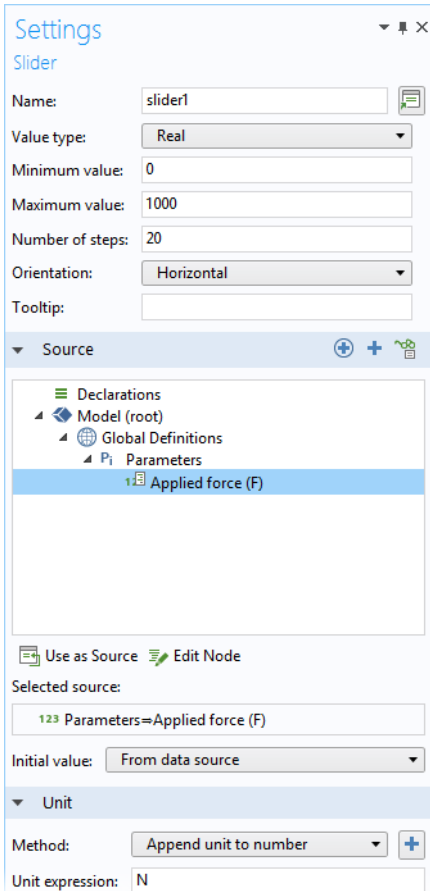 Settings
Slider
Name: slider1
Value type: Real
Minimum value: 0
Maximum value: 1000
Number of steps: 20
Orientation: Horizontal
Tooltip:
Source
Declarations
Model (root)
Global Definitions
Pi Parameters
Applied force (F)
Use as Source Edit Node
Selected source:
123 Parameters⇒Applied force (F)
Initial value: From data source
Unit
Method: Append unit to number
Unit expression: N